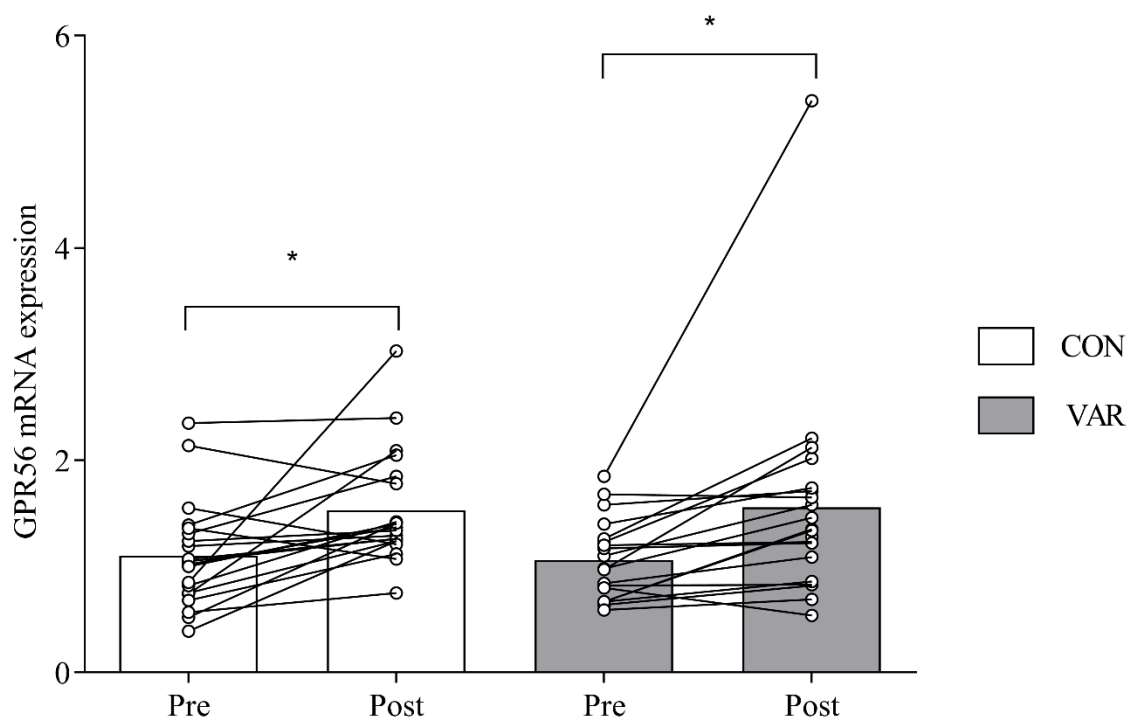 6
4
2
0
GPR56 mRNA expression
*
*
Pre
Post
Pre
Post
CON
VAR